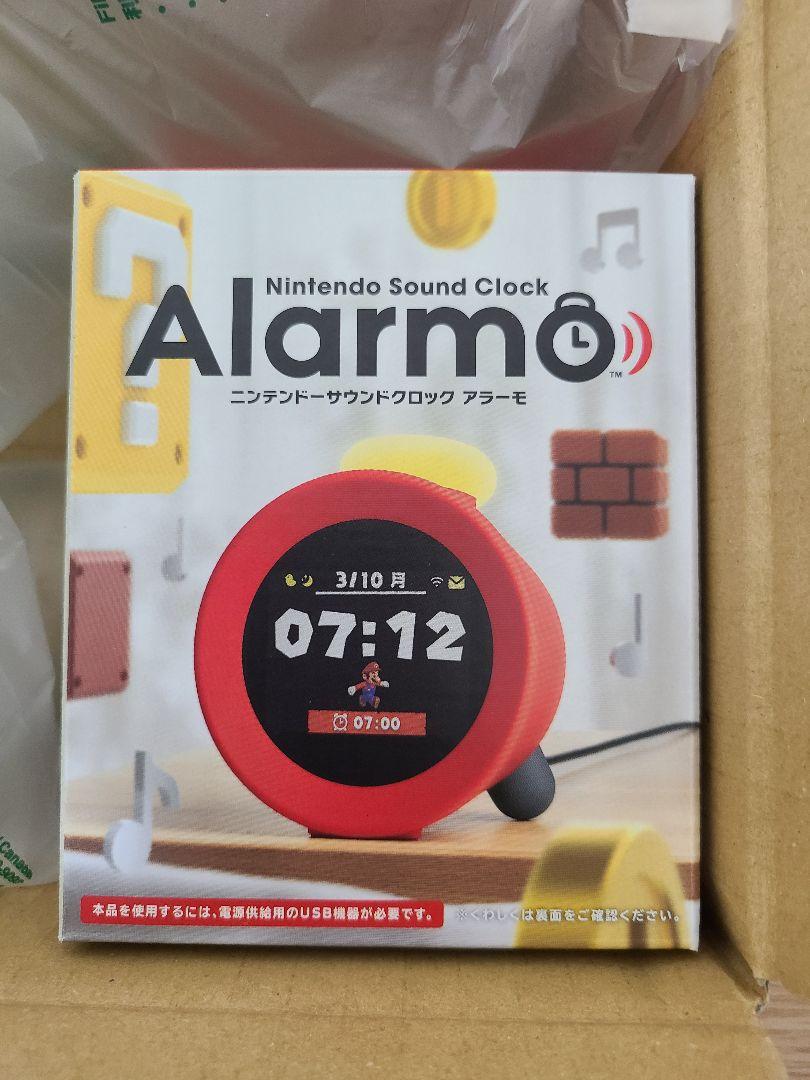 Nintendo Sound Clock
Alarmo
TM
ニンテンドーサウンドクロック アラーモ
3/10 月
07:12
07:00
本品を使用するには、電源供給用のUSB機器が必要です。
※くわしくは裏面をご確認ください。